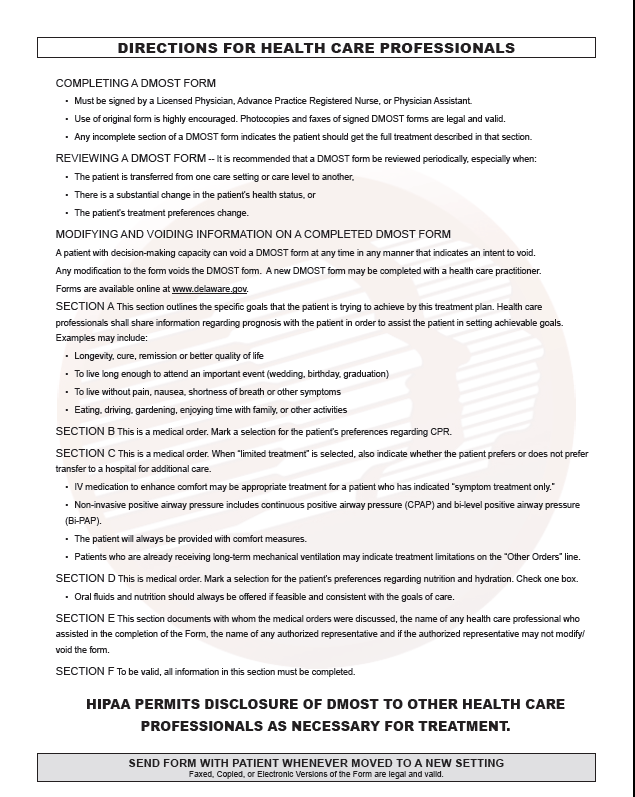 DIRECTIONS FOR HEALTH CARE PROFESSIONALS
COMPLETING A DMOST FORM
• Must be signed by a Licensed Physician, Advance Practice Registered Nurse, or Physician Assistant.
• Use of original form is highly encouraged. Photocopies and faxes of signed DMOST forms are legal and valid.
• Any incomplete section of a DMOST form indicates the patient should get the full treatment described in that section.
REVIEWING A DMOST FORM -- It is recommended that a DMOST form be reviewed periodically, especially when:
• The patient is transferred from one care setting or care level to another,
• There is a substantial change in the patient's health status, or
• The patient's treatment preferences change.
MODIFYING AND VOIDING INFORMATION ON A COMPLETED DMOST FORM
A patient with decision-making capacity can void a DMOST form at any time in any manner that indicates an intent to void.
Any modification to the form voids the DMOST form. A new DMOST form may be completed with a health care practitioner.
Forms are available online at www.delaware.gov.
SECTION A This section outlines the specific goals that the patient is trying to achieve by this treatment plan. Health care
professionals shall share information regarding prognosis with the patient in order to assist the patient in setting achievable goals.
Examples may include:
• Longevity, cure, remission or better quality of life
• To live long enough to attend an important event (wedding, birthday, graduation)
• To live without pain, nausea, shortness of breath or other symptoms
• Eating, driving, gardening, enjoying time with family, or other activities
SECTION B This is a medical order. Mark a selection for the patient's preferences regarding CPR.
SECTION C This is a medical order. When “limited treatment” is selected, also indicate whether the patient prefers or does not prefer
transfer to a hospital for additional care.
• IV medication to enhance comfort may be appropriate treatment for a patient who has indicated “symptom treatment only.”
• Non-invasive positive airway pressure includes continuous positive airway pressure (CPAP) and bi-level positive airway pressure
(Bi-PAP).
• The patient will always be provided with comfort measures.
• Patients who are already receiving long-term mechanical ventilation may indicate treatment limitations on the “Other Orders” line.
SECTION D This is medical order. Mark a selection for the patient's preferences regarding nutrition and hydration. Check one box.
• Oral fluids and nutrition should always be offered if feasible and consistent with the goals of care.
SECTION E This section documents with whom the medical orders were discussed, the name of any health care professional who
assisted in the completion of the Form, the name of any authorized representative and if the authorized representative may not modify/
void the form.
SECTION F To be valid, all information in this section must be completed.
HIPAA PERMITS DISCLOSURE OF DMOST TO OTHER HEALTH CARE
PROFESSIONALS AS NECESSARY FOR TREATMENT.
SEND FORM WITH PATIENT WHENEVER MOVED TO A NEW SETTING
Faxed, Copied, or Electronic Versions of the Form are legal and valid.